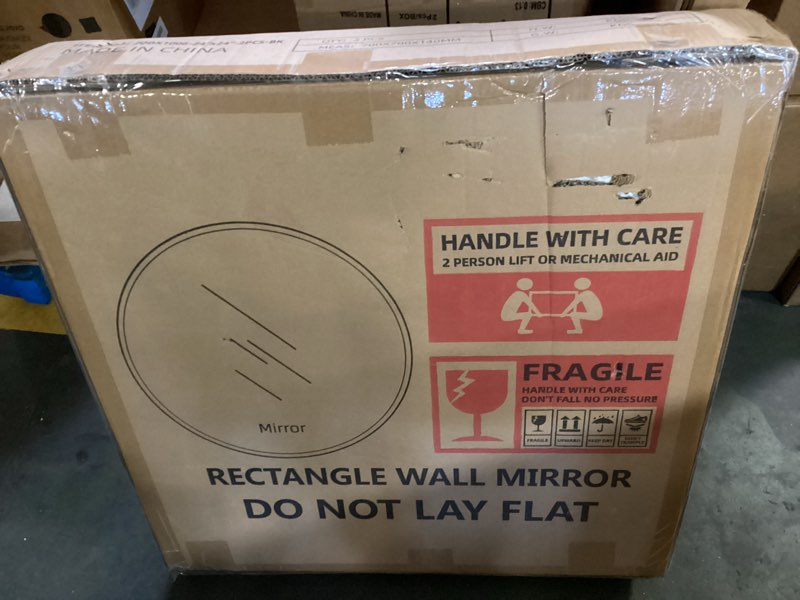 MADE IN CHINA
HANDLE WITH CARE
2 PERSON LIFT OR MECHANICAL AID
FRAGILE
HANDLE WITH CARE
DON'T FALL NO PRESSURE
FRAGILE
UPWARD
KEEP DAY
Mirror
RECTANGLE WALL MIRROR
DO NOT LAY FLAT